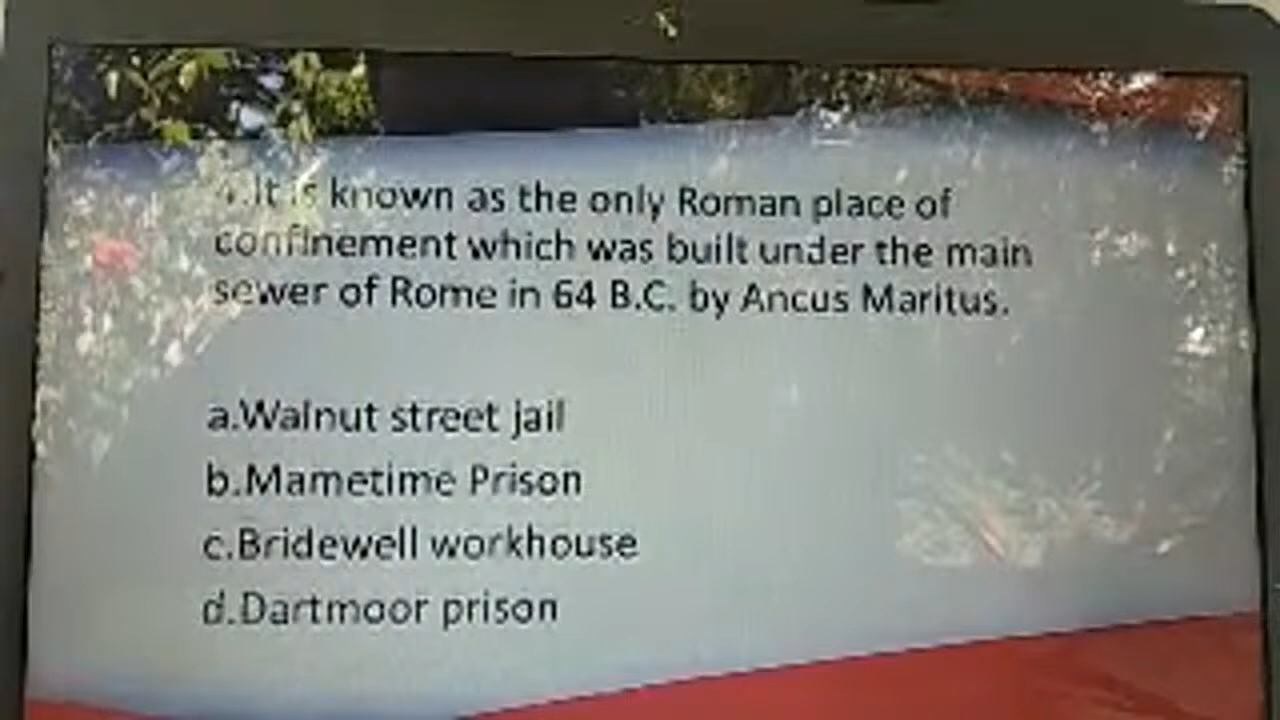 .It is known as the only Roman place of
confinement which was built under the main
sewer of Rome in 64 B.C. by Ancus Maritus.
a.Walnut street jail
b.Mametime Prison
c.Bridewell workhouse
d.Dartmoor prison